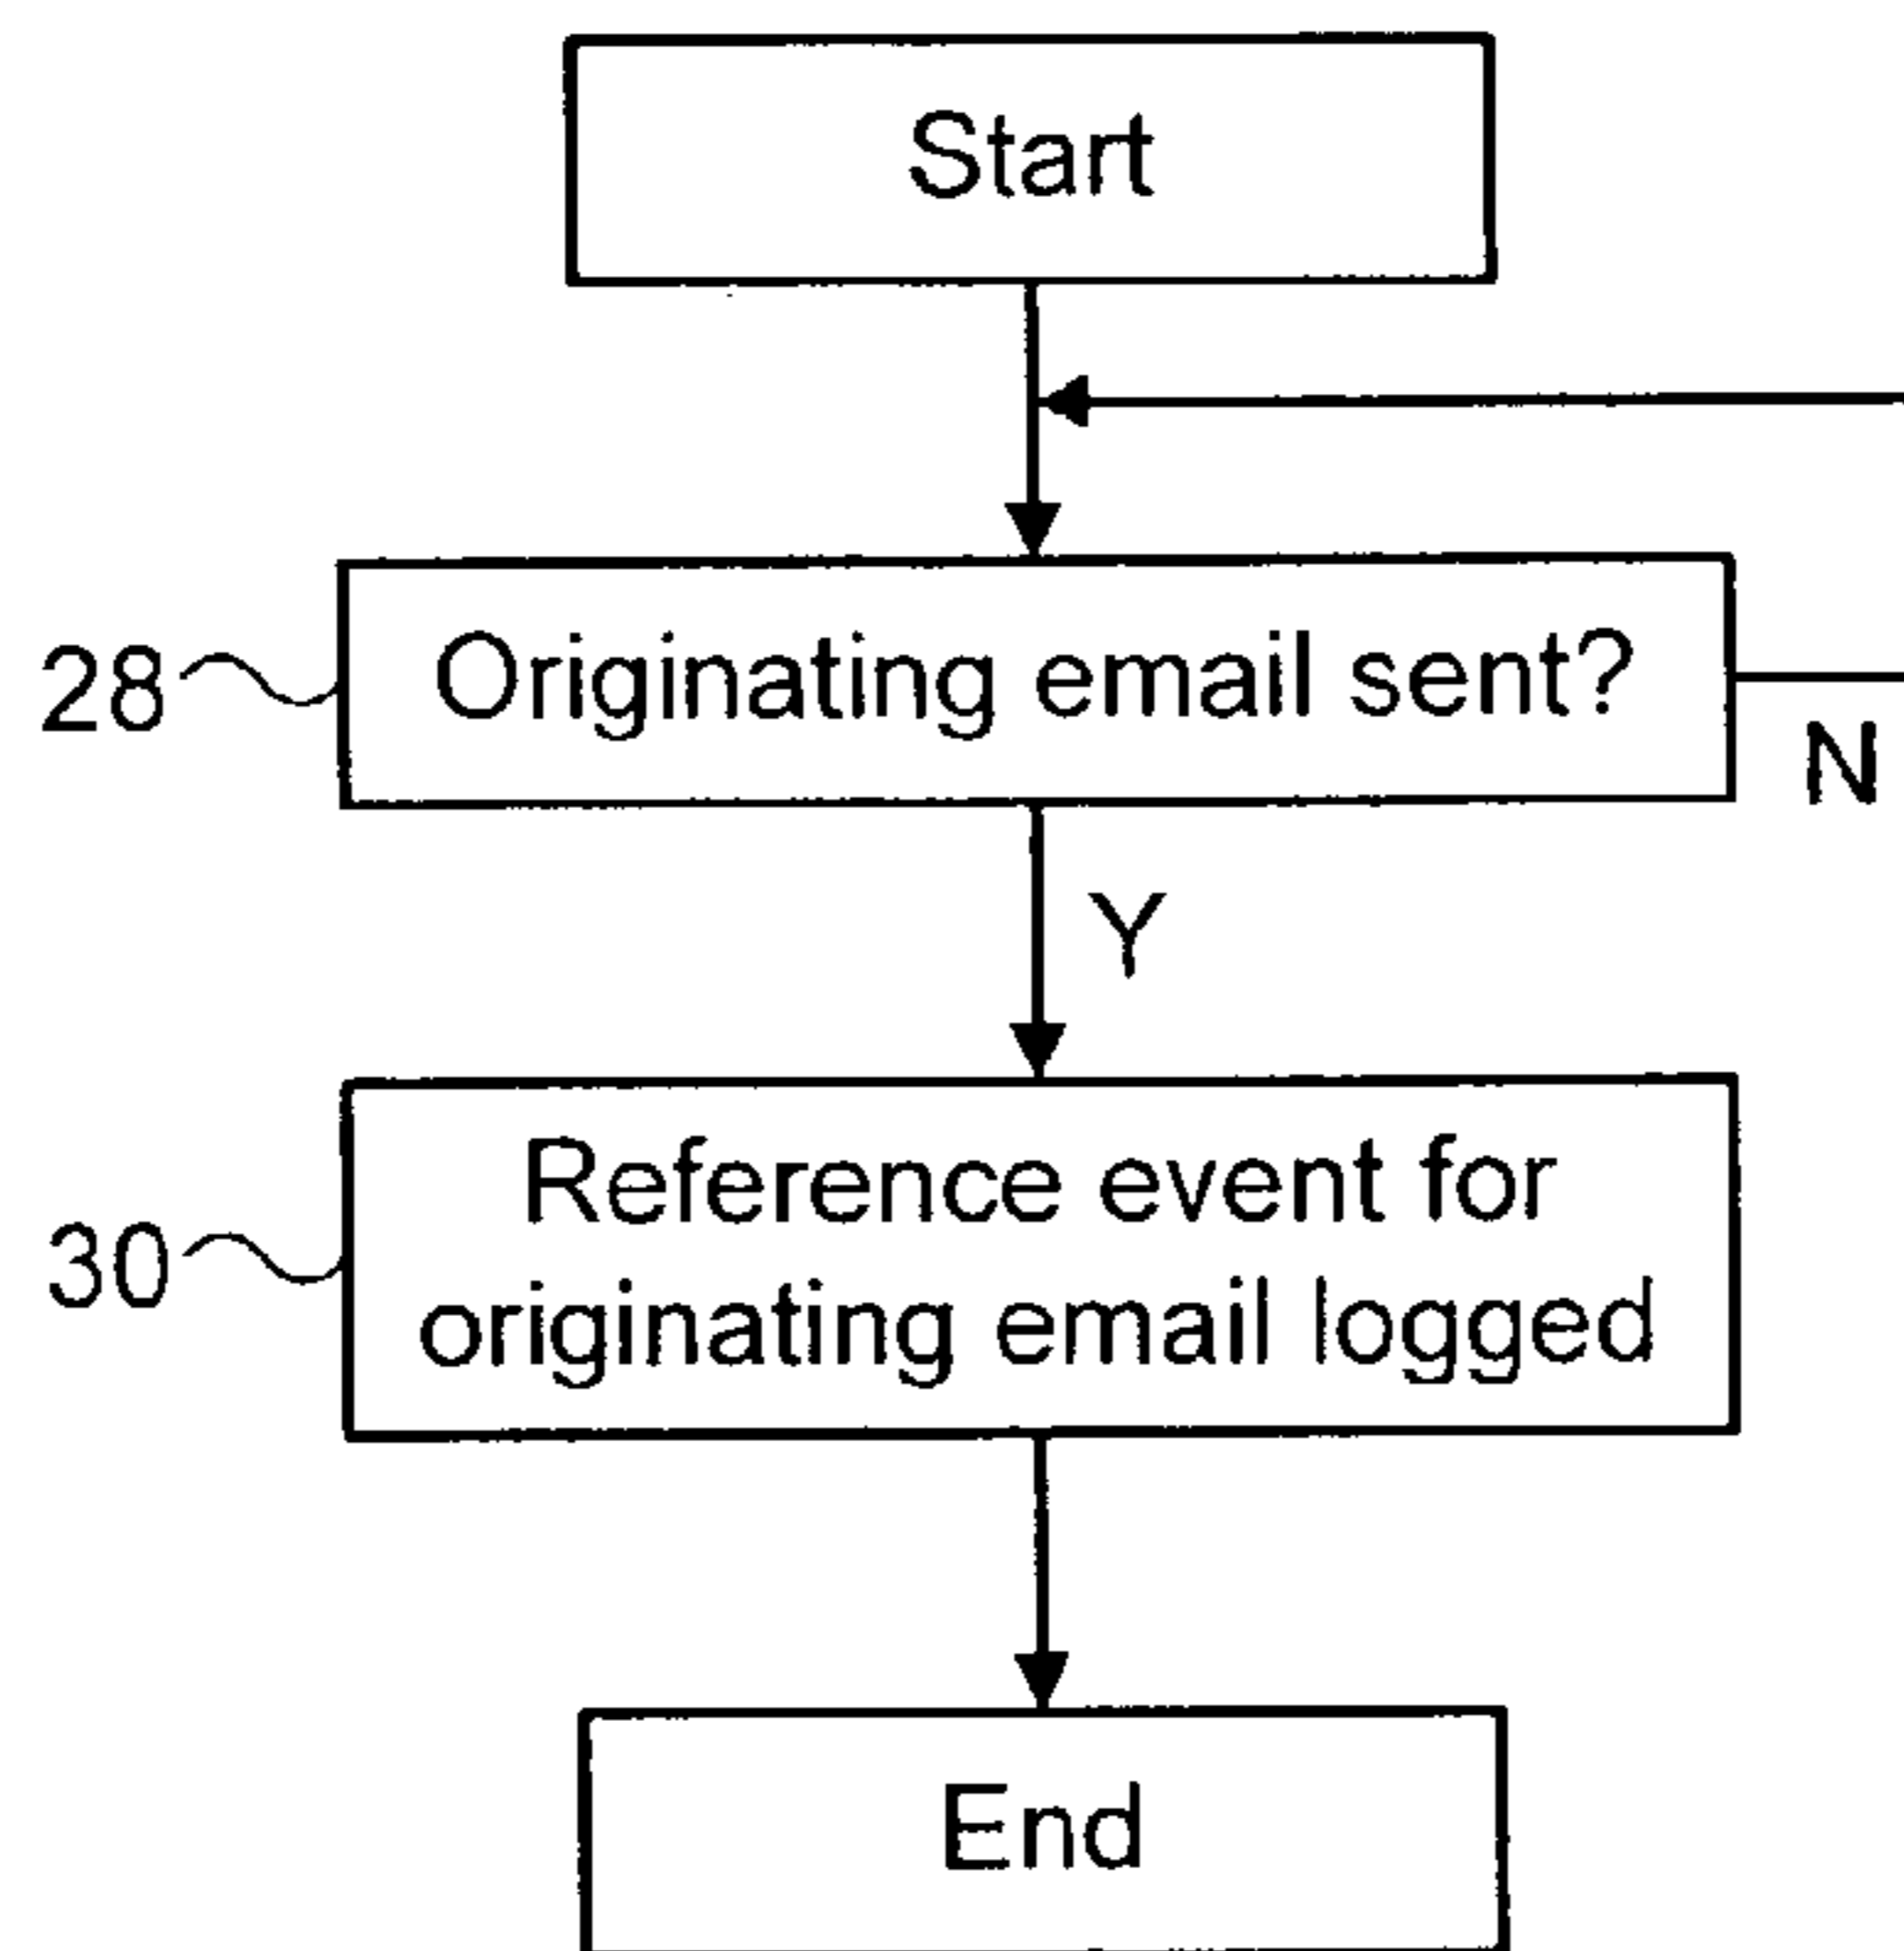 Start
28
Originating email sent?
N
Y
30
Reference event for
originating email logged
End